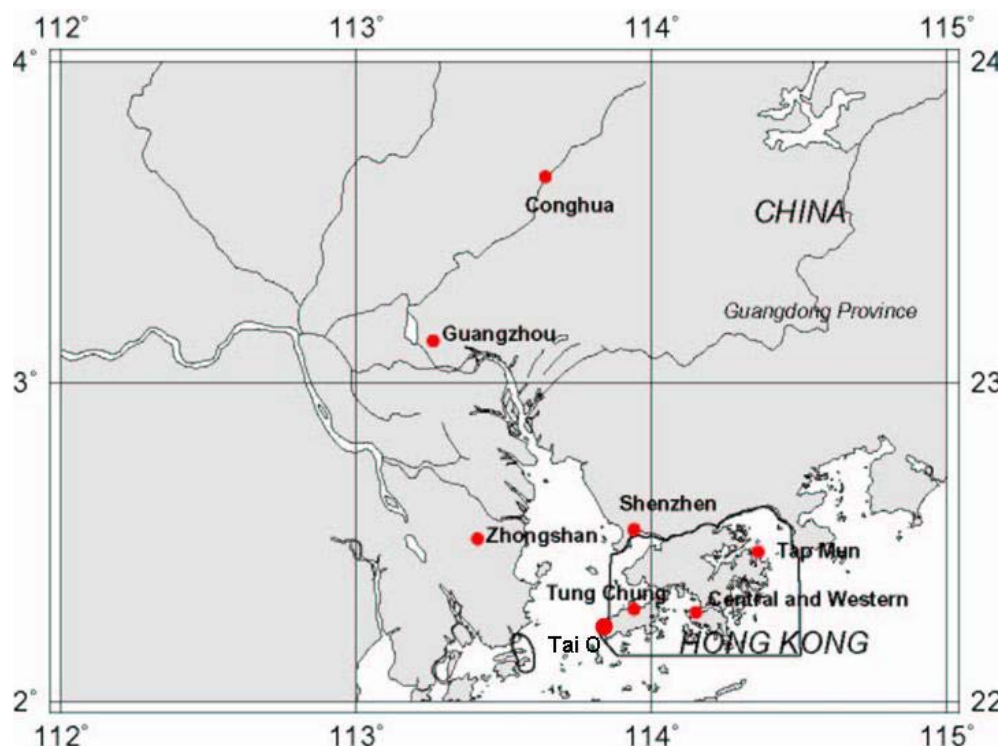 112° 113° 114° 115°
4° 24
Conghua
CHINA
Guangdong Province
Guangzhou
3° 23
Shenzhen
Zhongshan
Tap Mun
Tung Chung
Central and Western
Tai O
HONG KONG
2° 22
112° 113° 114° 115°